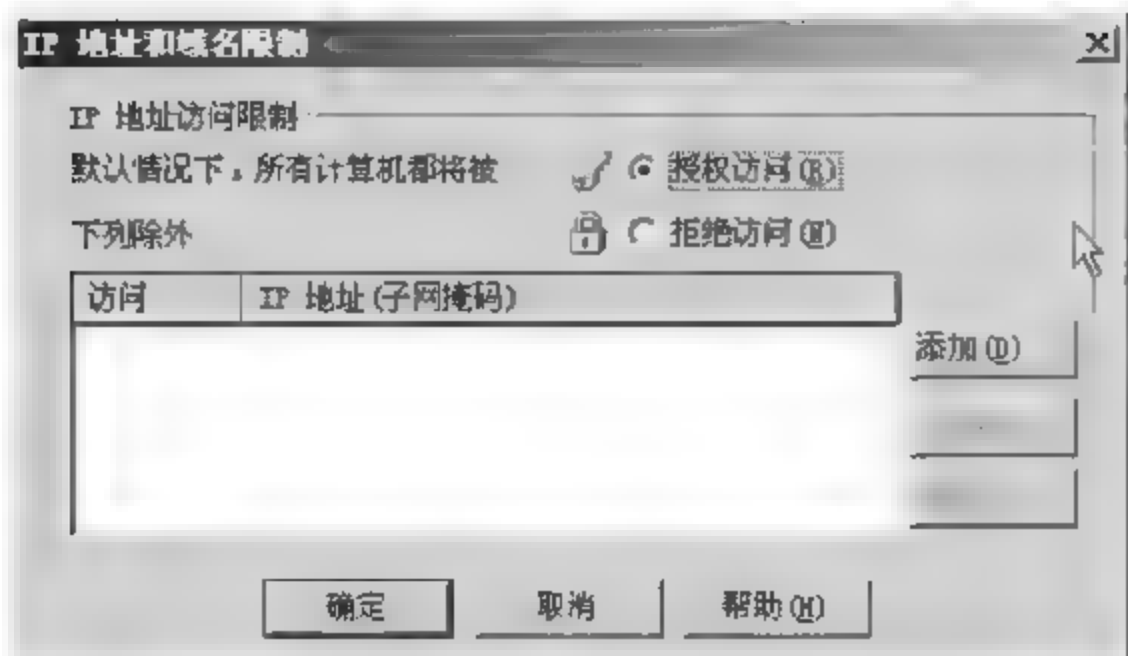 IP 地址和域名限制
IP 地址访问限制
默认情况下，所有计算机都将被
授权访问(R)
下列除外
拒绝访问(N)
访问
IP 地址(子网掩码)
添加(D)
确定
取消
帮助(H)